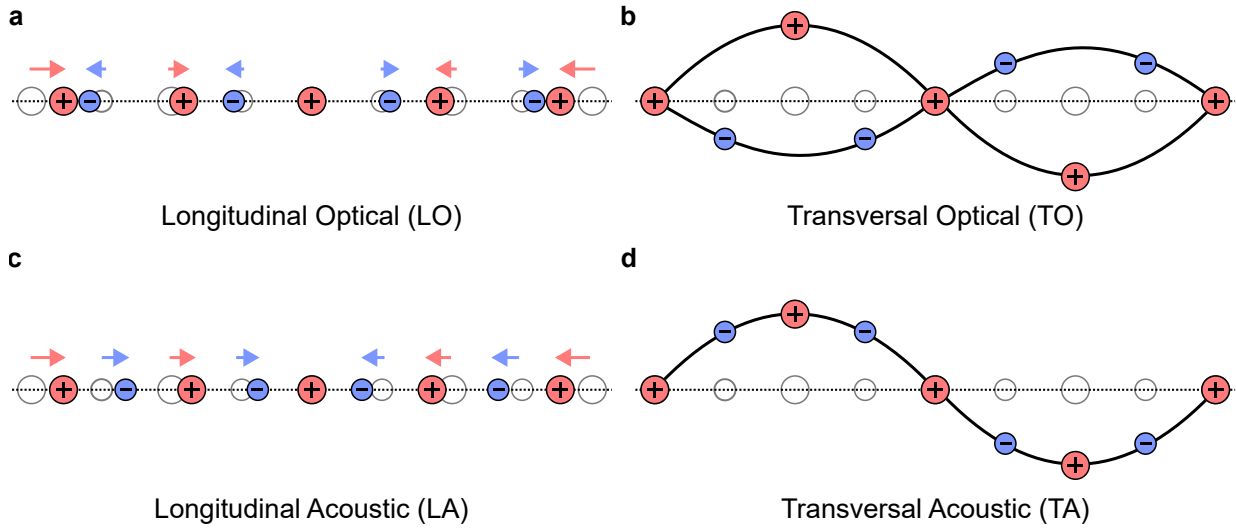 a
b
+ - + - + - + - +
+ + + - - - - + +
Longitudinal Optical (LO)
Transversal Optical (TO)
c
d
+ - + - + - + - +
+ - + - + - + - +
Longitudinal Acoustic (LA)
Transversal Acoustic (TA)